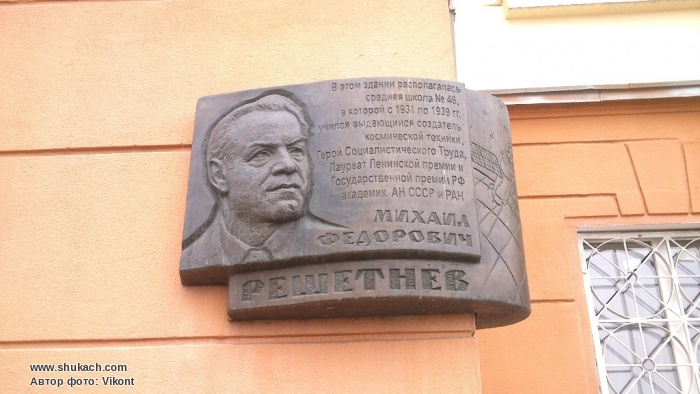 В этом здании располагалась
средняя школа № 46,
в которой с 1931 по 1939 гг.
учился выдающийся создатель
космической техники,
Герой Социалистического Труда,
Лауреат Ленинской премии и
Государственной премии РФ
академик АН СССР и РАН
МИХАИЛ
ФЕДОРОВИЧ
РЕШЕТНЕВ
www.shukach.com
Автор фото: Vikont